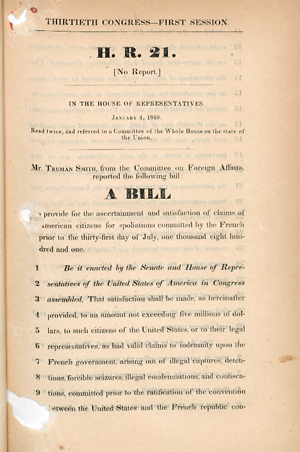 THIRTIETH CONGRESS—FIRST SESSION.
H. R. 21.
[No Report.]
IN THE HOUSE OF REPRESENTATIVES.
January 4, 1848.
Read twice, and referred to a Committee of the Whole House on the state of
the Union.
Mr. Truman Smith, from the Committee on Foreign Affairs,
reported the following bill:
A BILL
o provide for the ascertainment and satisfaction of claims of
American citizens for spoliations committed by the French
prior to the thirty-first day of July, one thousand eight hun-
dred and one.
1 Be it enacted by the Senate and House of Repre-
2 sentatives of the United States of America in Congress
3 assembled, That satisfaction shall be made, as hereinafter
4 provided, to an amount not exceeding five millions of dol-
5 lars, to such citizens of the United States, or to their legal
6 representatives, as had valid claims to indemnity upon the
7 French government, arising out of illegal captures, deten-
8 tions, forcible seizures, illegal condemnations, and confisca-
9 tions, committed prior to the ratification of the convention
between the United States and the French republic con-